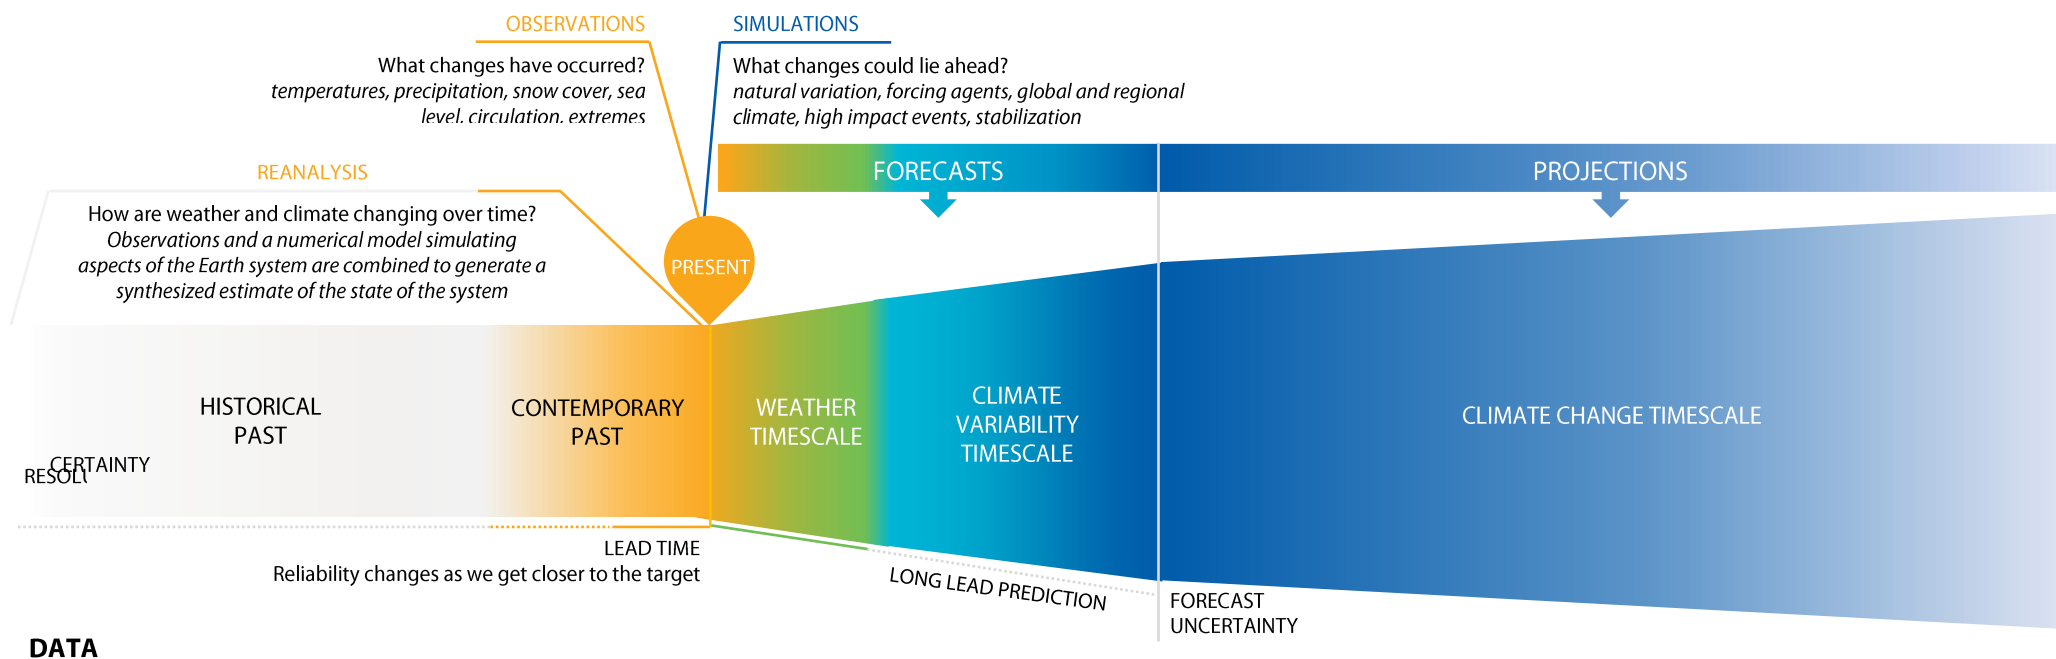 OBSERVATIONS
What changes have occurred?
temperatures, precipitation, snow cover, sea
level, circulation, extremes
SIMULATIONS
What changes could lie ahead?
natural variation, forcing agents, global and regional
climate, high impact events, stabilization
REANALYSIS
How are weather and climate changing over time?
Observations and a numerical model simulating
aspects of the Earth system are combined to generate a
synthesized estimate of the state of the system
FORECASTS
PROJECTIONS
PRESENT
HISTORICAL
PAST
CONTEMPORARY
PAST
WEATHER
TIMESCALE
CLIMATE
VARIABILITY
TIMESCALE
CLIMATE CHANGE TIMESCALE
CERTAINTY
LEAD TIME
Reliability changes as we get closer to the target
LONG LEAD PREDICTION
FORECAST
UNCERTAINTY
DATA